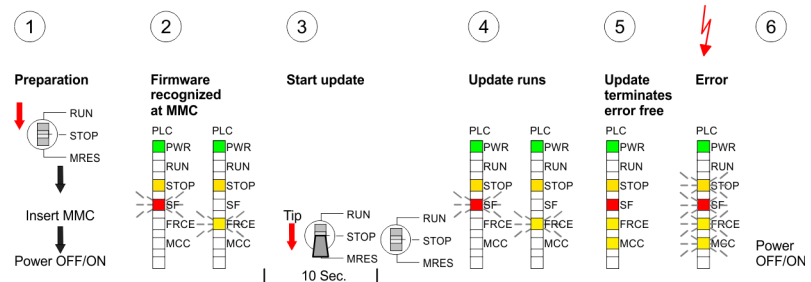 1
2
3
4
5
6
Preparation
RUN
STOP
MRES
Insert MMC
Power OFF/ON
Firmware
recognized
at MMC
PLC
PWR
RUN
STOP
SF
FRCE
MCC
PLC
PWR
RUN
STOP
SF
FRCE
MCC
Start update
Tip
RUN
STOP
MRES
10 Sec.
RUN
STOP
MRES
Update runs
PLC
PWR
RUN
STOP
SF
FRCE
MCC
PLC
PWR
RUN
STOP
SF
FRCE
MCC
Update
terminates
error free
PLC
PWR
RUN
STOP
SF
FRCE
MCC
Error
PLC
PWR
RUN
STOP
SF
FRCE
MCC
Power
OFF/ON